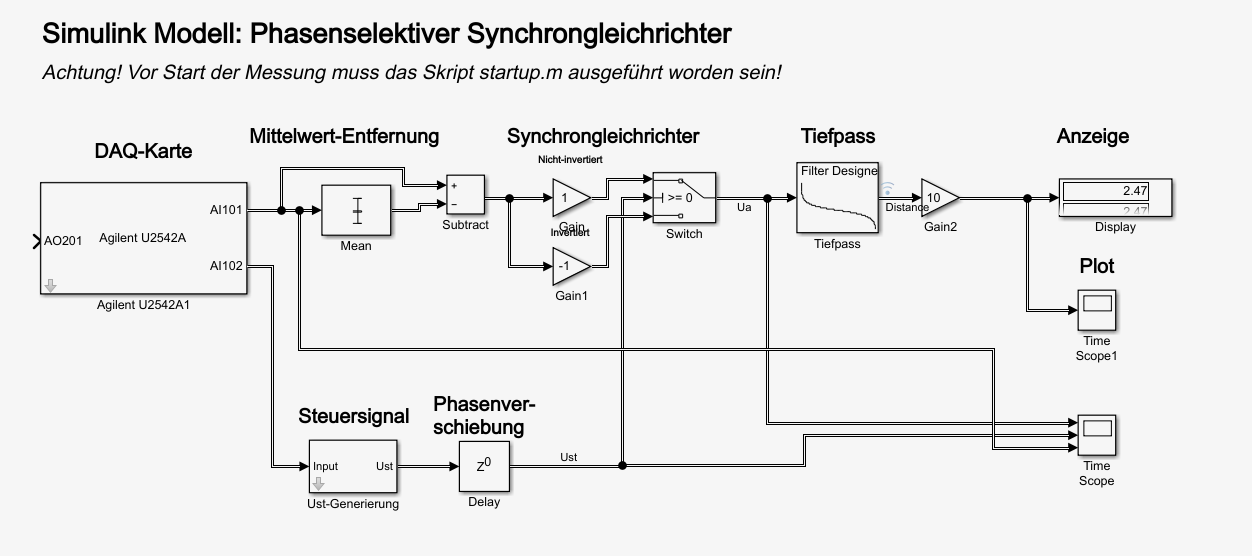 Simulink Modell: Phasenselektiver Synchrongleichrichter
Achtung! Vor Start der Messung muss das Skript startup.m ausgeführt worden sein!
DAQ-Karte
Mittelwert-Entfernung
Synchrongleichrichter
Tiefpass
Anzeige
AI101
AO201
Agilent U2542A
AI102
Agilent U2542A1
Mean
+
−
Subtract
Nicht-invertiert
1
Gain
Invertiert
-1
Gain1
>= 0
Switch
Ua
Filter Designe
Tiefpass
Distance
10
Gain2
2.47
2.47
Display
Plot
Time
Scope1
Steuersignal
Phasenver-
schiebung
Input
Ust
Ust-Generierung
Z0
Delay
Ust
Time
Scope